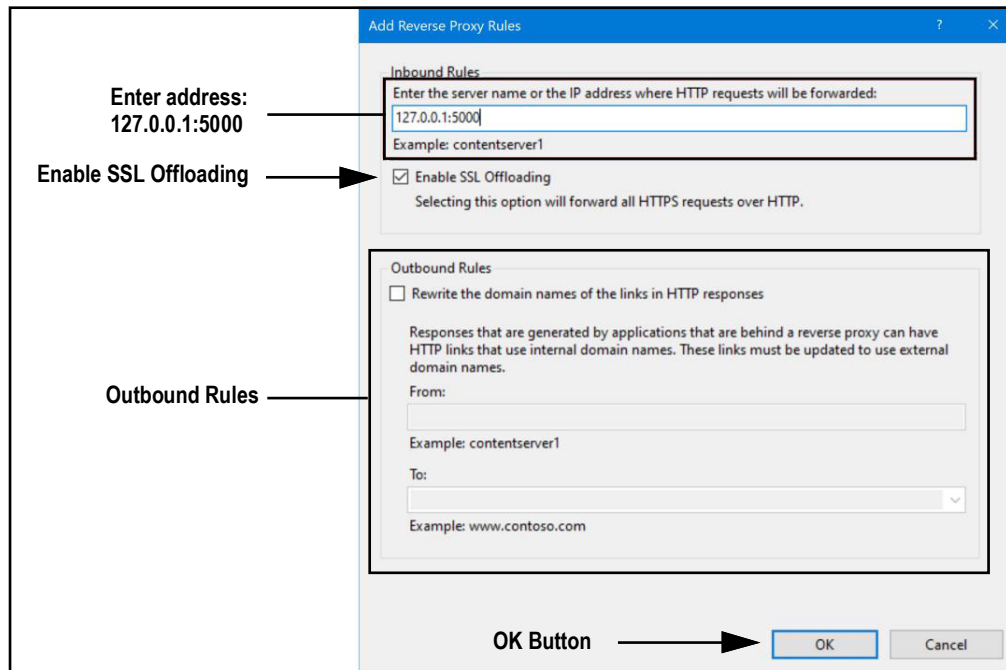 Add Reverse Proxy Rules
Inbound Rules
Enter the server name or the IP address where HTTP requests will be forwarded:
Enter address:
127.0.0.1:5000
127.0.0.1:5000
Example: contentserver1
Enable SSL Offloading
Enable SSL Offloading
Selecting this option will forward all HTTPS requests over HTTP.
Outbound Rules
Rewrite the domain names of the links in HTTP responses
Responses that are generated by applications that are behind a reverse proxy can have
HTTP links that use internal domain names. These links must be updated to use external
domain names.
Outbound Rules
From:
Example: contentserver1
To:
Example: www.contoso.com
OK Button
OK
Cancel